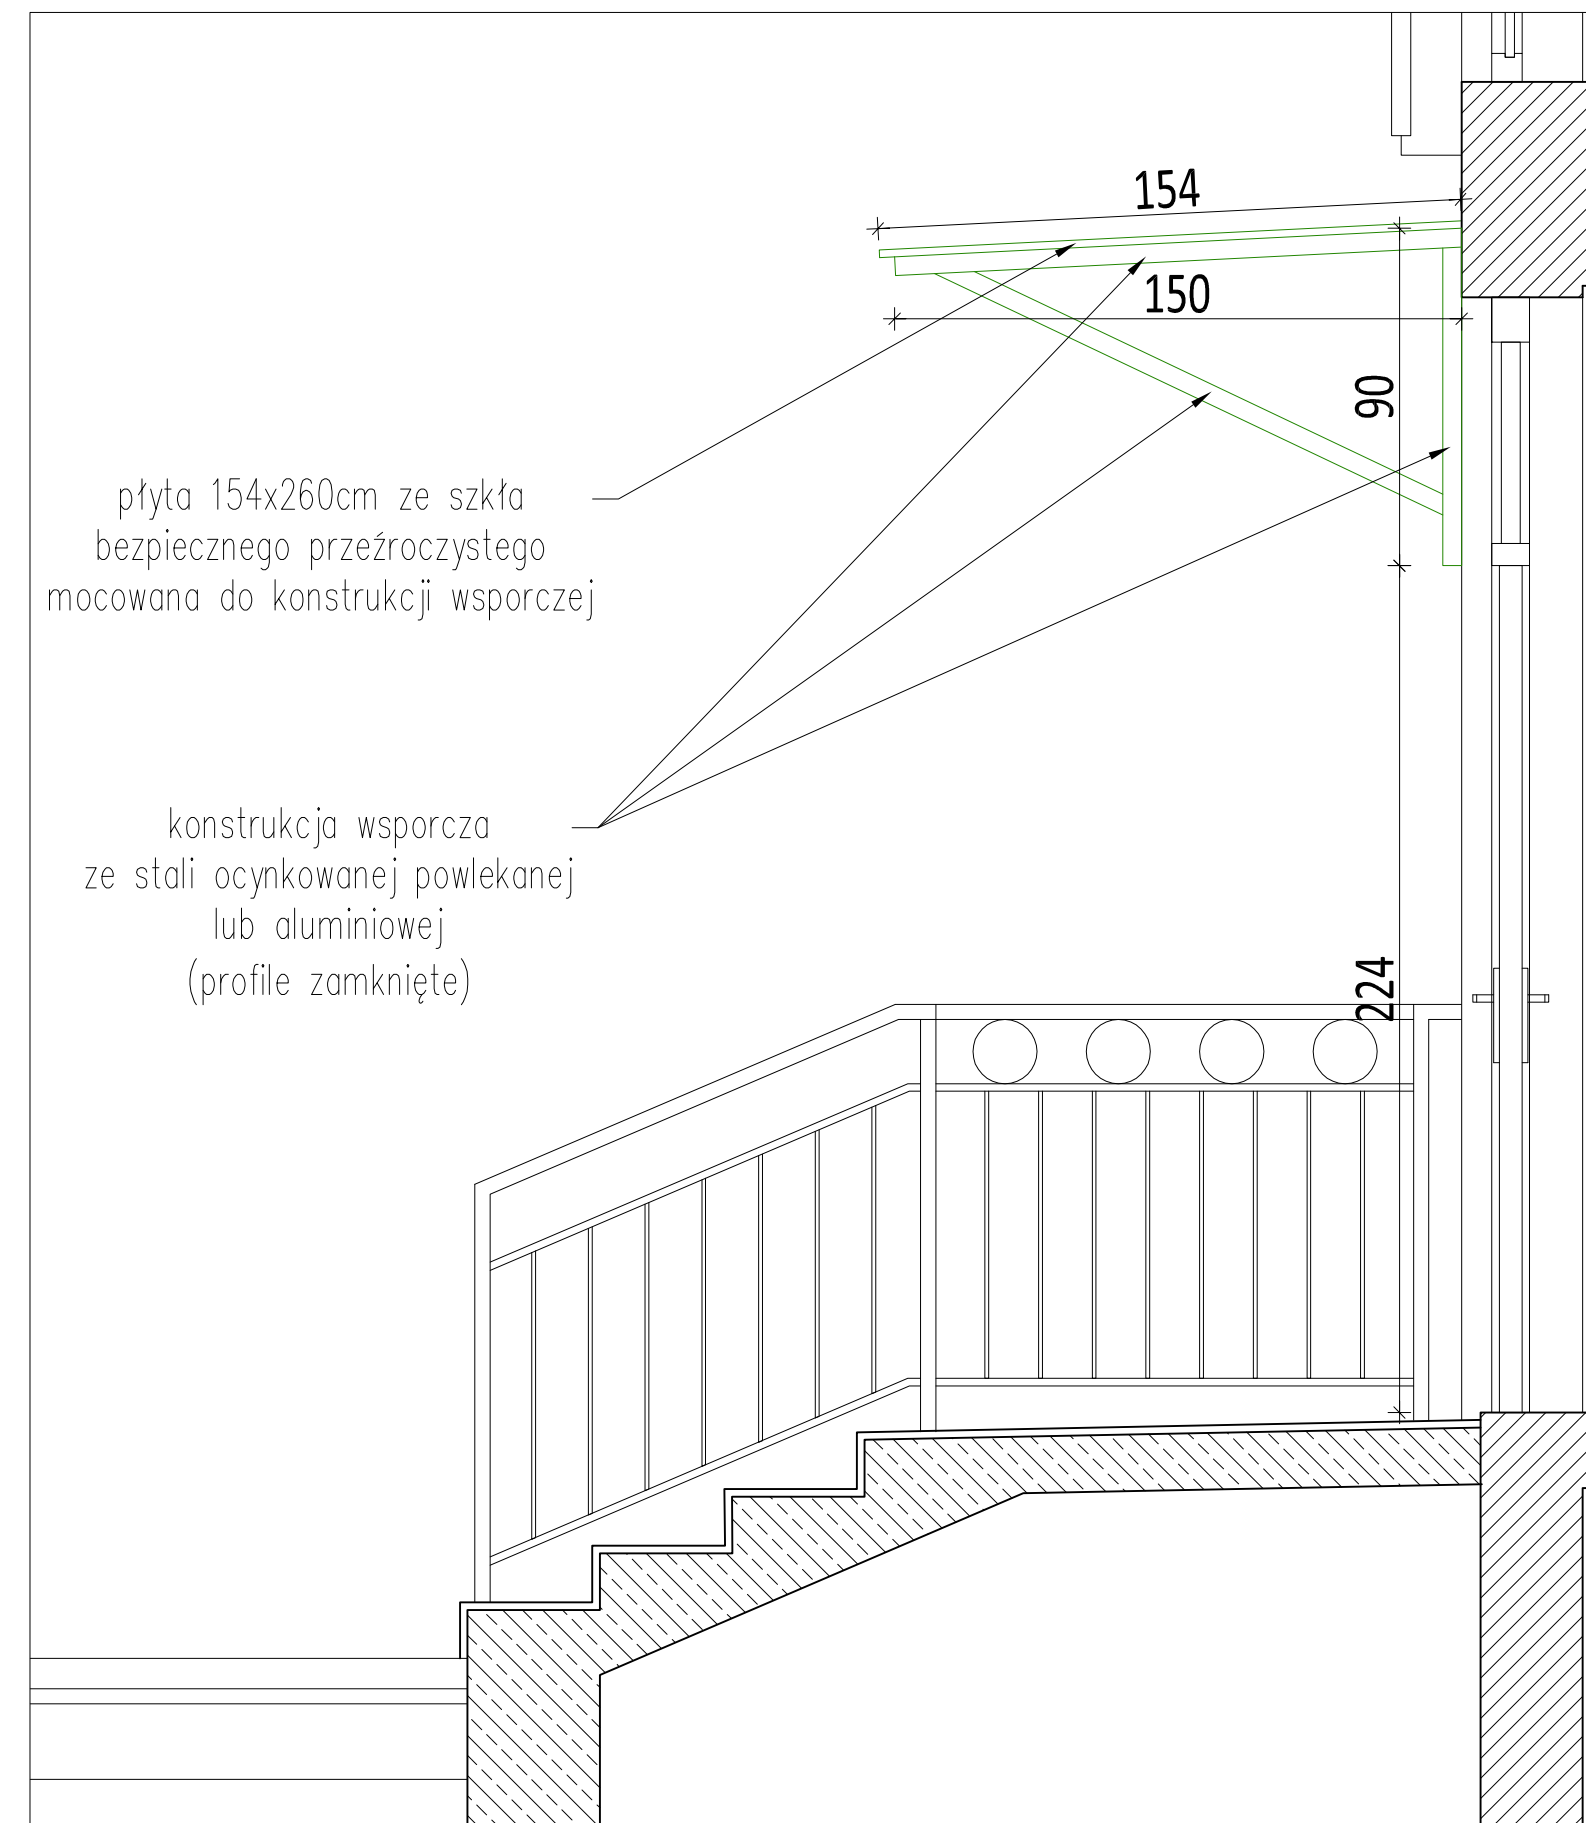 154
150
90
płyta 154x260cm ze szkła
bezpiecznego przeźroczystego
mocowana do konstrukcji wsporczej
konstrukcja wsporcza
ze stali ocynkowanej powlekanej
lub aluminiowej
(profile zamknięte)
224